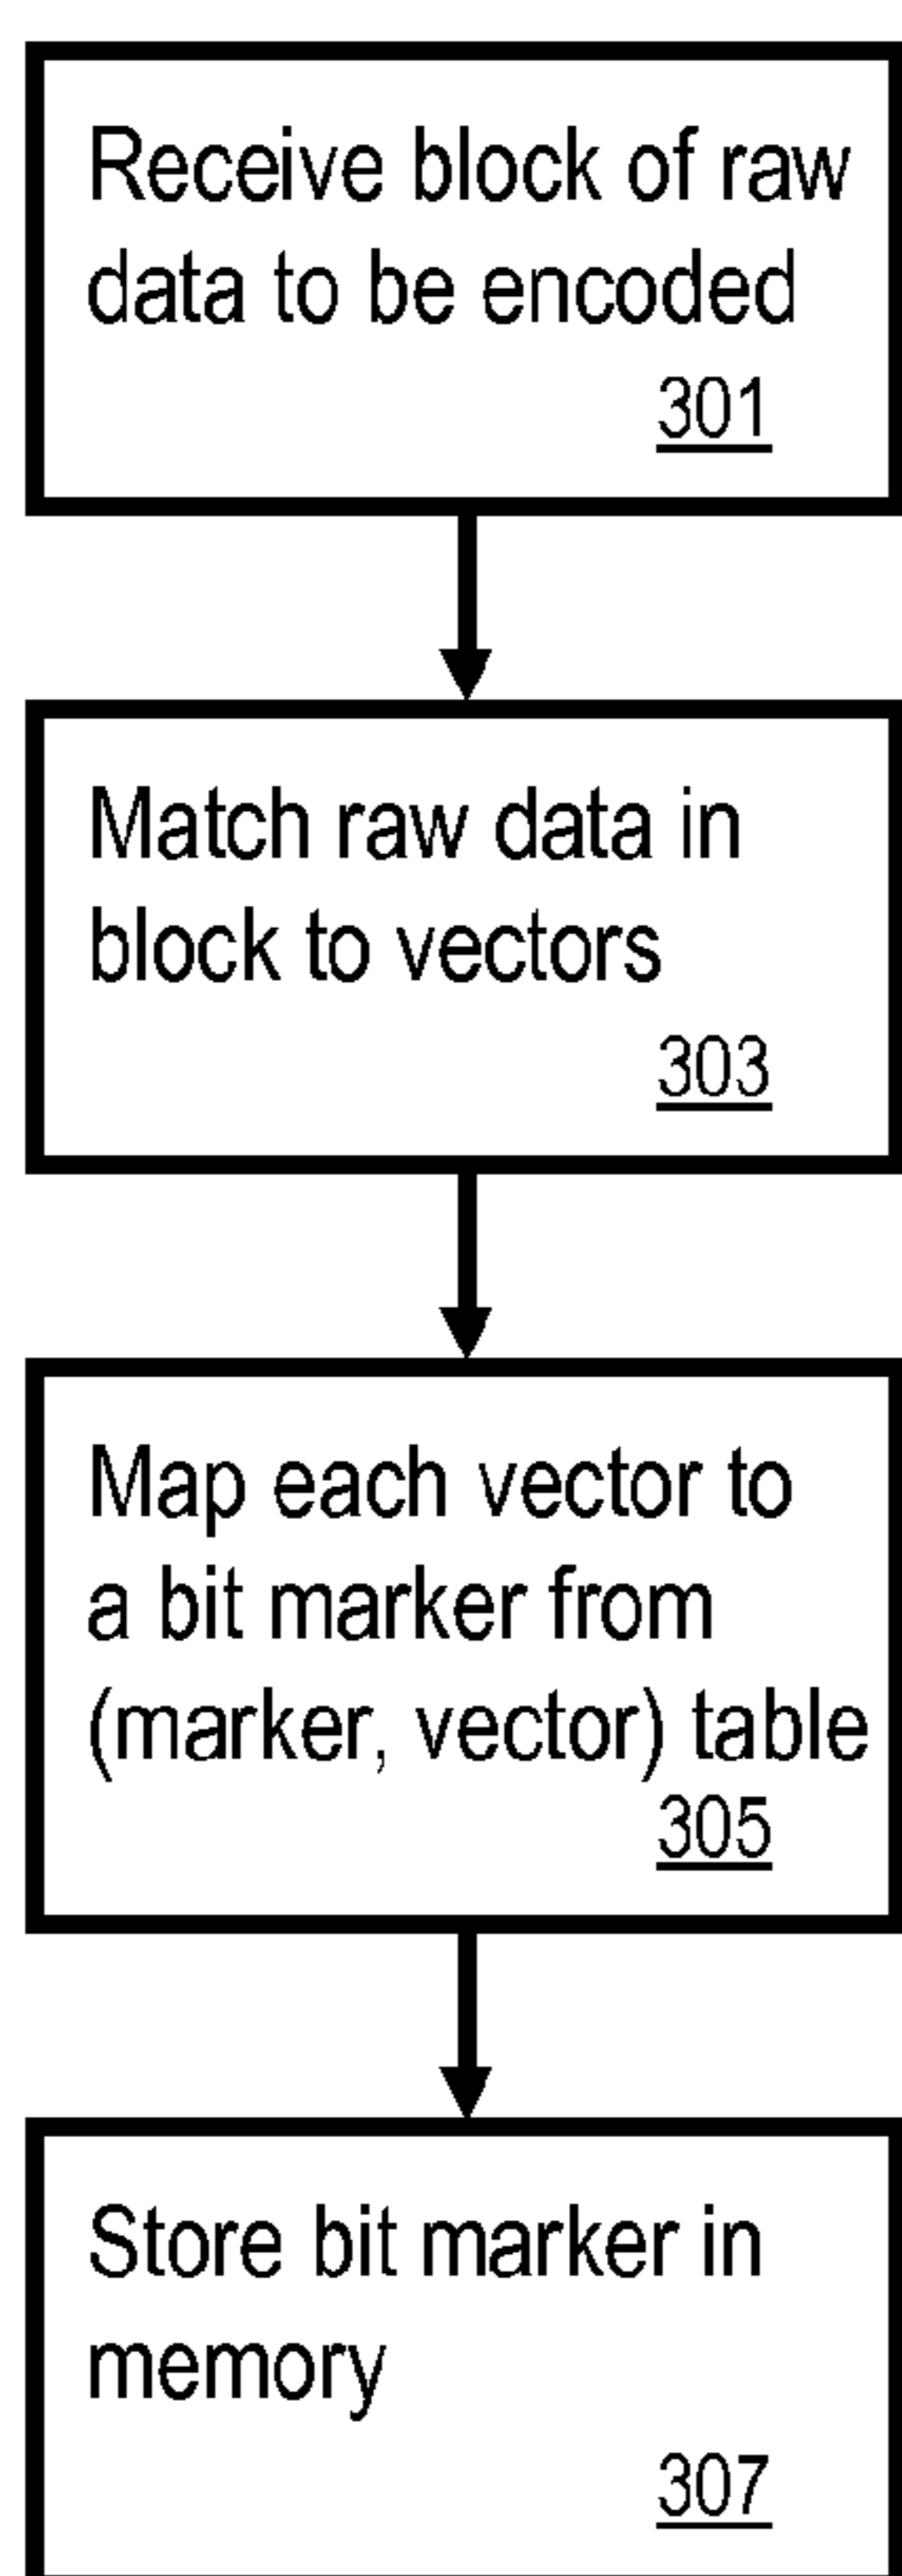 Receive block of raw
data to be encoded
301
Match raw data in
block to vectors
303
Map each vector to
a bit marker from
(marker, vector) table
305
Store bit marker in
memory
307